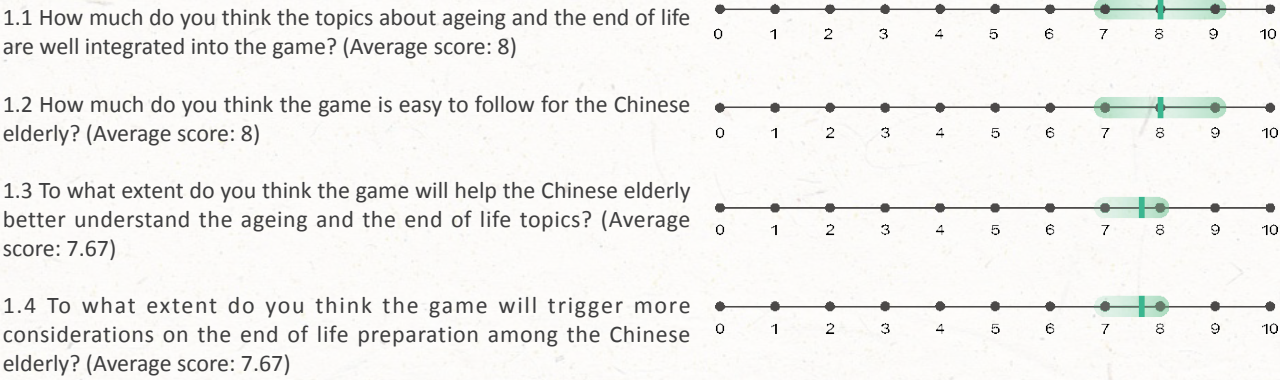 1.1 How much do you think the topics about ageing and the end of life
are well integrated into the game? (Average score: 8)
0 1 2 3 4 5 6 7 8 9 10
1.2 How much do you think the game is easy to follow for the Chinese
elderly? (Average score: 8)
0 1 2 3 4 5 6 7 8 9 10
1.3 To what extent do you think the game will help the Chinese elderly
better understand the ageing and the end of life topics? (Average
score: 7.67)
0 1 2 3 4 5 6 7 8 9 10
1.4 To what extent do you think the game will trigger more
considerations on the end of life preparation among the Chinese
elderly? (Average score: 7.67)
0 1 2 3 4 5 6 7 8 9 10